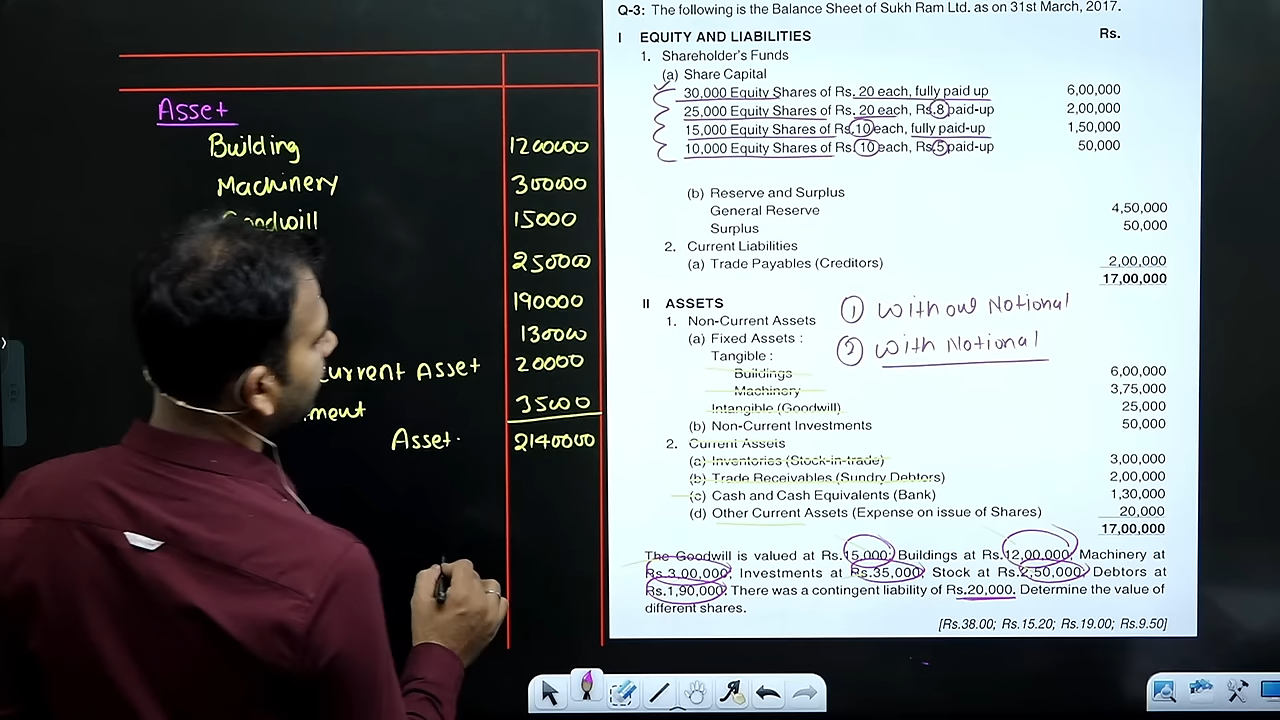 Asset
Building 1200000
Machinery 300000
Goodwill 15000
250000
190000
130000
Current Asset 20000
ment 35000
Asset. 2140000
Q-3: The following is the Balance Sheet of Sukh Ram Ltd. as on 31st March, 2017.
I EQUITY AND LIABILITIES Rs.
1. Shareholder's Funds
(a) Share Capital
30,000 Equity Shares of Rs. 20 each, fully paid up 6,00,000
25,000 Equity Shares of Rs. 20 each, Rs.8 paid-up 2,00,000
15,000 Equity Shares of Rs.10 each, fully paid-up 1,50,000
10,000 Equity Shares of Rs. 10 each, Rs.5 paid-up 50,000
(b) Reserve and Surplus
General Reserve 4,50,000
Surplus 50,000
2. Current Liabilities
(a) Trade Payables (Creditors) 2,00,000
17,00,000
II ASSETS
① without Notional
1. Non-Current Assets
(a) Fixed Assets :
② with Notional
Tangible :
Buildings 6,00,000
Machinery 3,75,000
Intangible (Goodwill) 25,000
(b) Non-Current Investments 50,000
2. Current Assets
(a) Inventories (Stock-in-trade) 3,00,000
(b) Trade Receivables (Sundry Debtors) 2,00,000
(c) Cash and Cash Equivalents (Bank) 1,30,000
(d) Other Current Assets (Expense on issue of Shares) 20,000
17,00,000
The Goodwill is valued at Rs.15,000; Buildings at Rs.12,00,000; Machinery at
Rs.3,00,000; Investments at Rs.35,000; Stock at Rs.2,50,000; Debtors at
Rs.1,90,000. There was a contingent liability of Rs.20,000. Determine the value of
different shares.
[Rs.38.00; Rs.15.20; Rs.19.00; Rs.9.50]